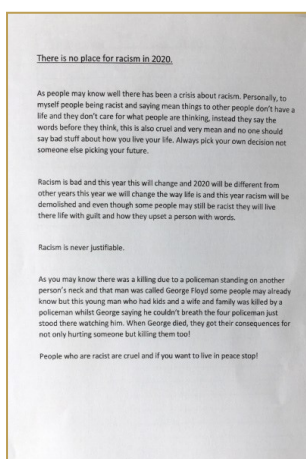 There is no place for racism in 2020.
As people may know well there has been a crisis about racism. Personally, to
myself people being racist and saying mean things to other people don't have a
life and they don't care for what people are thinking, instead they say the
words before they think, this is also cruel and very mean and no one should
say bad stuff about how you live your life. Always pick your own decision not
someone else picking your future.
Racism is bad and this year this will change and 2020 will be different from
other years this year we will change the way life is and this year racism will be
demolished and even though some people may still be racist they will live
there life with guilt and how they upset a person with words.
Racism is never justifiable.
As you may know there was a killing due to a policeman standing on another
person's neck and that man was called George Floyd some people may already
know but this young man who had kids and a wife and family was killed by a
policeman whilst George saying he couldn't breath the four policeman just
stood there watching him. When George died, they got their consequences for
not only hurting someone but killing them too!
People who are racist are cruel and if you want to live in peace stop!